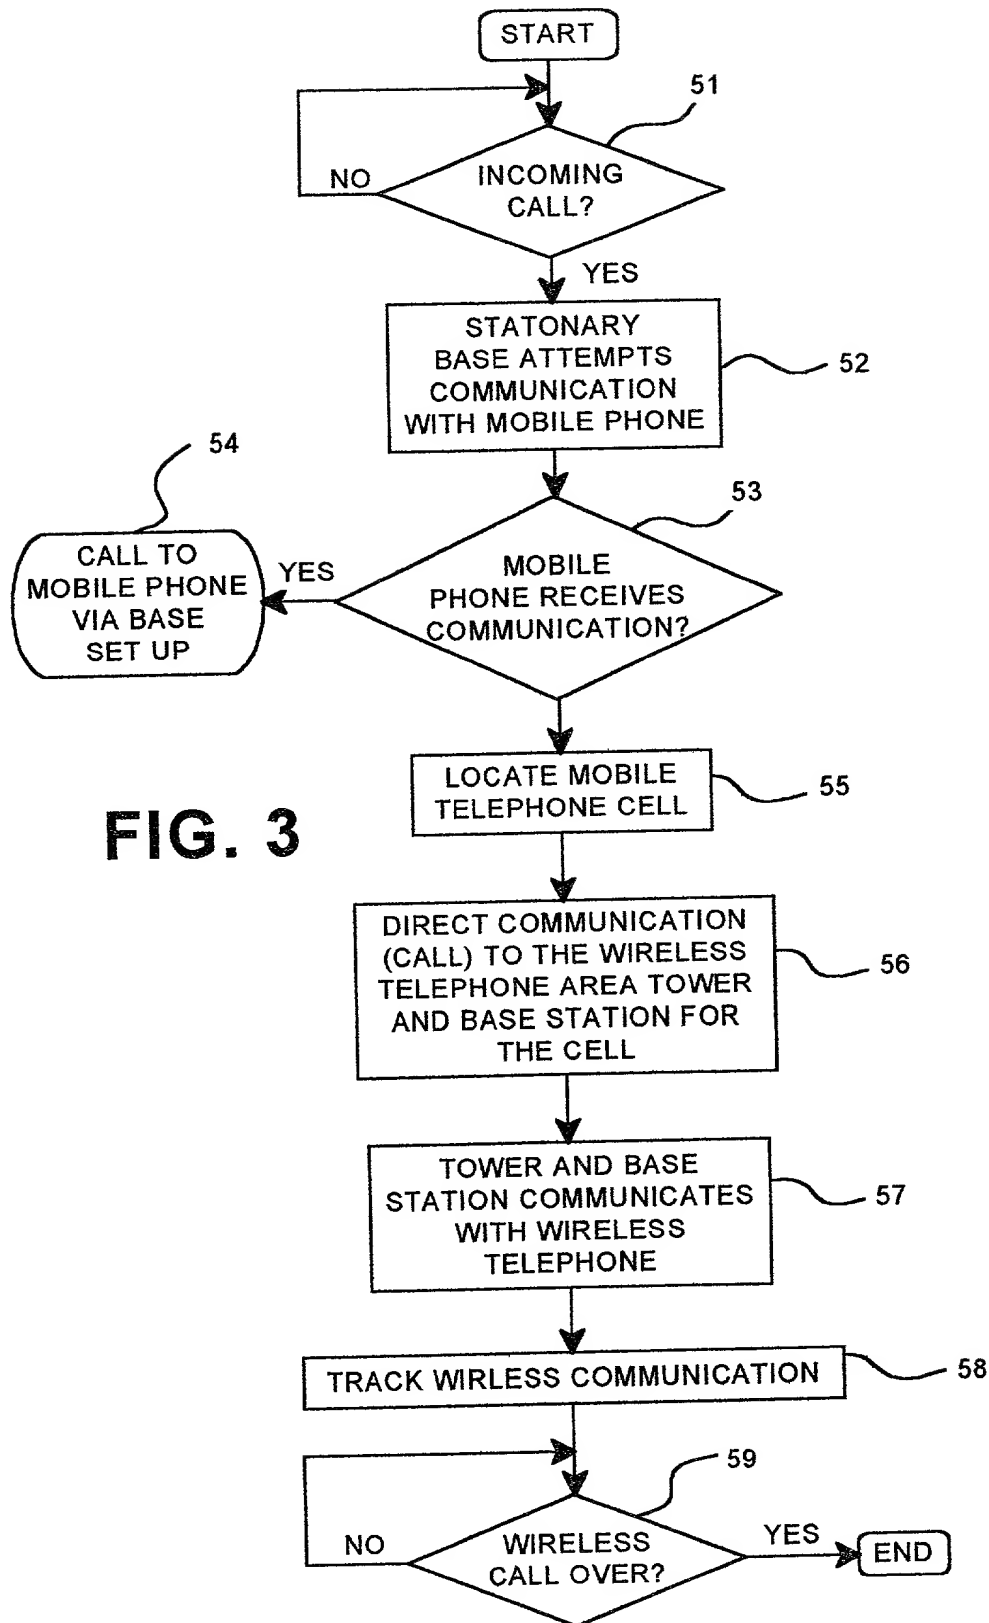 START
51
INCOMING
CALL?
NO
YES
STATONARY
BASE ATTEMPTS
COMMUNICATION
WITH MOBILE PHONE
52
54
53
CALL TO
MOBILE PHONE
VIA BASE
SET UP
YES
MOBILE
PHONE RECEIVES
COMMUNICATION?
LOCATE MOBILE
TELEPHONE CELL
55
FIG. 3
DIRECT COMMUNICATION
(CALL) TO THE WIRELESS
TELEPHONE AREA TOWER
AND BASE STATION FOR
THE CELL
56
TOWER AND BASE
STATION COMMUNICATES
WITH WIRELESS
TELEPHONE
57
TRACK WIRLESS COMMUNICATION
58
59
NO
WIRELESS
CALL OVER?
YES
END